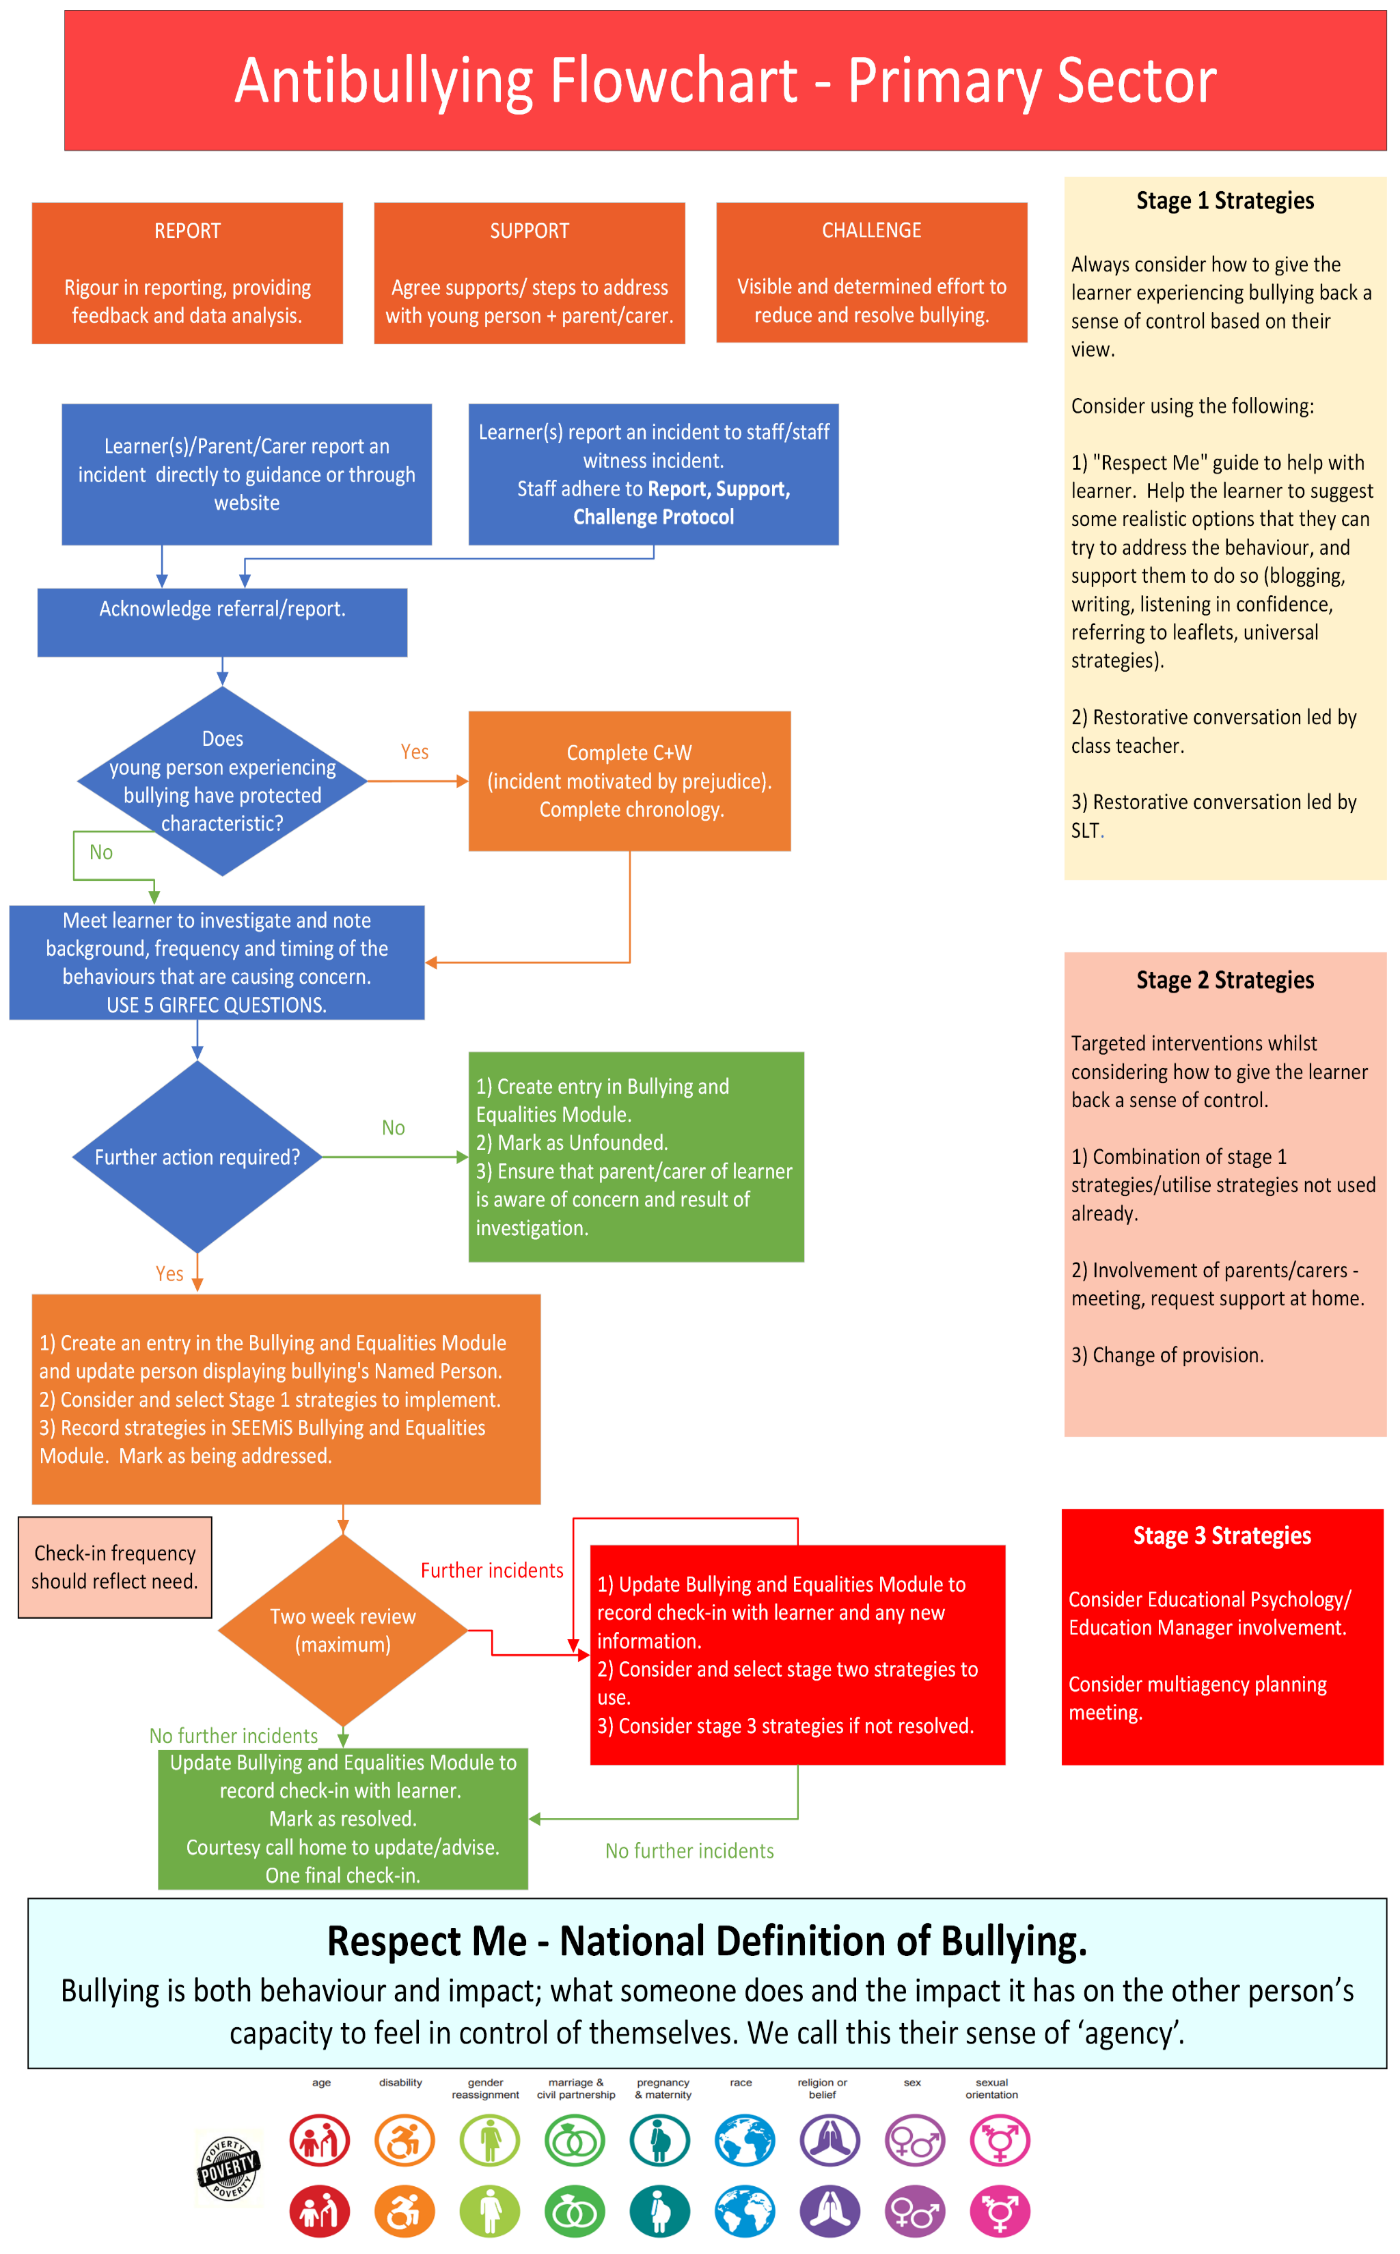 Antibullying Flowchart - Primary Sector
REPORT
Rigour in reporting, providing
feedback and data analysis.
SUPPORT
Agree supports/ steps to address
with young person + parent/carer.
CHALLENGE
Visible and determined effort to
reduce and resolve bullying.
Learner(s)/Parent/Carer report an
incident  directly to guidance or through
website
Learner(s) report an incident to staff/staff
witness incident.
Staff adhere to Report, Support,
Challenge Protocol
Acknowledge referral/report.
Does
young person experiencing
bullying have protected
characteristic?
Yes
Complete C+W
(incident motivated by prejudice).
Complete chronology.
No
Meet learner to investigate and note
background, frequency and timing of the
behaviours that are causing concern.
USE 5 GIRFEC QUESTIONS.
Further action required?
No
1) Create entry in Bullying and
Equalities Module.
2) Mark as Unfounded.
3) Ensure that parent/carer of learner
is aware of concern and result of
investigation.
Yes
1) Create an entry in the Bullying and Equalities Module
and update person displaying bullying's Named Person.
2) Consider and select Stage 1 strategies to implement.
3) Record strategies in SEEMiS Bullying and Equalities
Module.  Mark as being addressed.
Check-in frequency
should reflect need.
Two week review
(maximum)
Further incidents
1) Update Bullying and Equalities Module to
record check-in with learner and any new
information.
2) Consider and select stage two strategies to
use.
3) Consider stage 3 strategies if not resolved.
No further incidents
Update Bullying and Equalities Module to
record check-in with learner.
Mark as resolved.
Courtesy call home to update/advise.
One final check-in.
No further incidents
Stage 1 Strategies
Always consider how to give the
learner experiencing bullying back a
sense of control based on their
view.
Consider using the following:
1) "Respect Me" guide to help with
learner.  Help the learner to suggest
some realistic options that they can
try to address the behaviour, and
support them to do so (blogging,
writing, listening in confidence,
referring to leaflets, universal
strategies).
2) Restorative conversation led by
class teacher.
3) Restorative conversation led by
SLT.
Stage 2 Strategies
Targeted interventions whilst
considering how to give the learner
back a sense of control.
1) Combination of stage 1
strategies/utilise strategies not used
already.
2) Involvement of parents/carers -
meeting, request support at home.
3) Change of provision.
Stage 3 Strategies
Consider Educational Psychology/
Education Manager involvement.
Consider multiagency planning
meeting.
Respect Me - National Definition of Bullying.
Bullying is both behaviour and impact; what someone does and the impact it has on the other person’s
capacity to feel in control of themselves. We call this their sense of ‘agency’.
age
disability
gender
reassignment
marriage &
civil partnership
pregnancy
& maternity
race
religion or
belief
sex
sexual
orientation
POVERTY
POVERTY
POVERTY